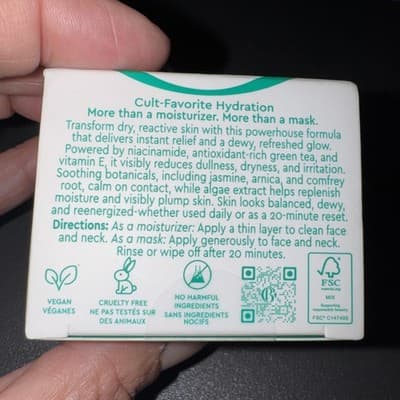 Cult-Favorite Hydration
More than a moisturizer. More than a mask.
Transform dry, reactive skin with this powerhouse formula
that delivers instant relief and a dewy, refreshed glow.
Powered by niacinamide, antioxidant-rich green tea, and
vitamin E, it visibly reduces dullness, dryness, and irritation.
Soothing botanicals, including jasmine, arnica, and comfrey
root, calm on contact, while algae extract helps replenish
moisture and visibly plump skin. Skin looks balanced, dewy,
and reenergized-whether used daily or as a 20-minute reset.
Directions: As a moisturizer: Apply a thin layer to clean face
and neck. As a mask: Apply generously to face and neck.
Rinse or wipe off after 20 minutes.
VEGAN
VÉGANES
CRUELTY FREE
NE PAS TESTÉS SUR
DES ANIMAUX
NO HARMFUL
INGREDIENTS
SANS INGRÉDIENTS
NOCIFS
FSC
MIX
Supporting
responsible forestry